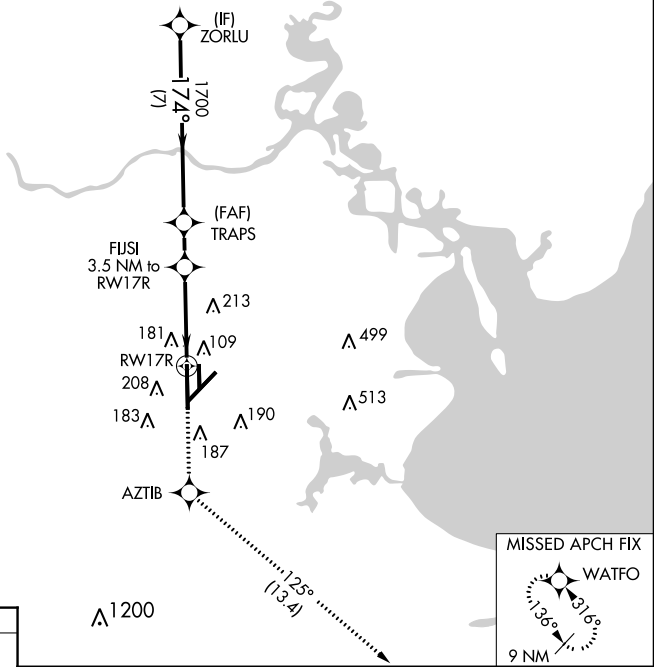 (IF)
ZORLU
1700
174°
(7)
(FAF)
TRAPS
FIJSI
3.5 NM to
RW17R
213
181
109
499
RW17R
208
513
183
190
187
AZTIB
125°
(13.4)
1200
MISSED APCH FIX
WATFO
136°
316°
9 NM